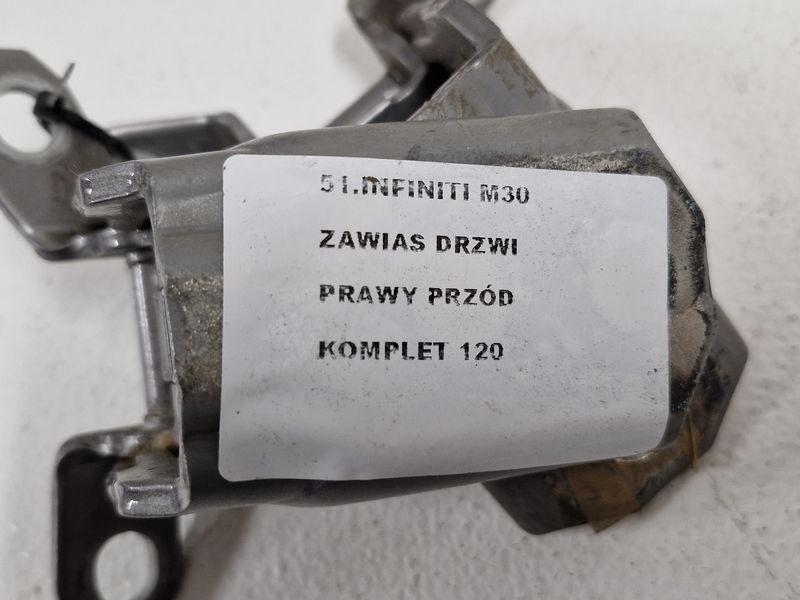 51.INFINITI M30
ZAWIAS DRZWI
PRAWY PRZÓD
KOMPLET 120